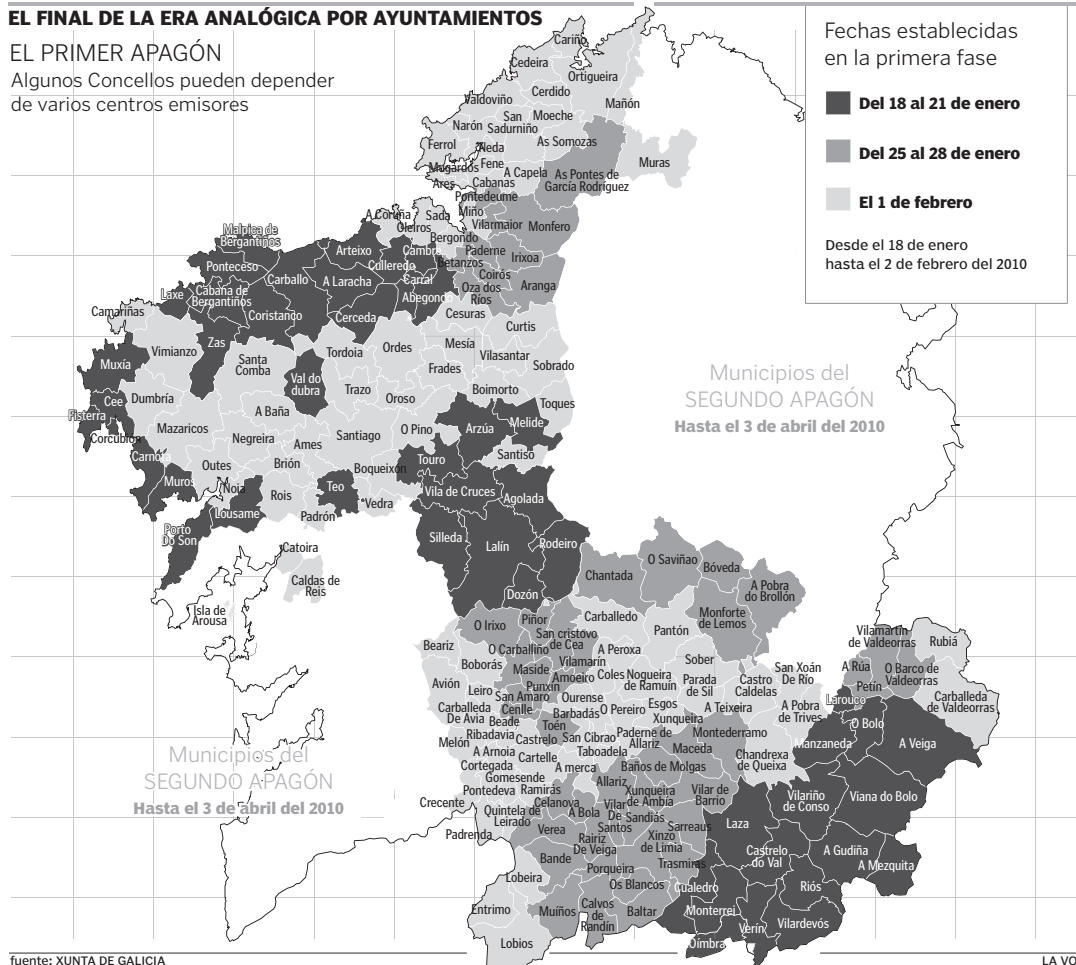 EL FINAL DE LA ERA ANALÓGICA POR AYUNTAMIENTOS
EL PRIMER APAGÓN
Algunos Concellos pueden depender
de varios centros emisores
Fechas establecidas
en la primera fase
Del 18 al 21 de enero
Del 25 al 28 de enero
El 1 de febrero
Desde el 18 de enero
hasta el 2 de febrero del 2010
Cariño
Cedeira
Ortigueira
Cerdido
Mañón
Valdoviño
San
Sadurniño
Moeche
Narón
As Somozas
Ferrol
Neda
Fene
Mugardos
Muras
A Capela
As Pontes de
García Rodríguez
Ares
Cabanas
Pontedeume
Miño
Vilarmaior
Monfero
A Coruña
Sada
Oleiros
Bergondo
Malpica de
Bergantiños
Arteixo
Cambre
Paderne
Betanzos
Irixoa
Ponteceso
Culleredo
Carballo
A Laracha
Carral
Coirós
Aranga
Laxe
Cabana de
Bergantiños
Abegondo
Oza dos
Ríos
Camariñas
Coristanco
Cerceda
Cesuras
Curtis
Zas
Vimianzo
Tordoia
Ordes
Mesía
Vilasantar
Muxía
Santa
Comba
Frades
Sobrado
Val do
dubra
Trazo
Oroso
Boimorto
Toques
Cee
Dumbría
A Baña
Fisterra
Mazaricos
Corcubión
Negreira
Ames
Santiago
O Pino
Arzúa
Melide
Carnota
Outes
Brión
Boqueixón
Touro
Santiso
Muros
Noia
Rois
Teo
Vedra
Vila de Cruces
Agolada
Lousame
Padrón
Porto
Do Son
Silleda
Lalín
Rodeiro
Catoira
Caldas de
Reis
Dozón
Isla de
Arousa
Municipios del
SEGUNDO APAGÓN
Hasta el 3 de abril del 2010
Chantada
O Saviñao
Bóveda
A Pobra
do Brollón
Monforte
de Lemos
Carballedo
Pantón
O Irixo
Piñor
San cristóvo
de Cea
Beariz
O Carballiño
A Peroxa
Sober
Boborás
Maside
Vilamarín
Amoeiro
Coles
Nogueira
de Ramuín
Parada
de Sil
Castro
Caldelas
San Xoán
De Río
Vilamartín
de Valdeorras
Rubiá
A Rúa
O Barco de
Valdeorras
Petín
Larouco
Carballeda
de Valdeorras
Avión
Leiro
Punxín
San Amaro
Cenlle
Ourense
Esgos
Carballeda
De Avia
Beade
Barbadás
O Pereiro
Xunqueira
A Teixeira
A Pobra
de Trives
O Bolo
Ribadavia
Toén
Paderne de
Allariz
Montederramo
Manzaneda
A Veiga
Melón
A Arnoia
Castrelo
San Cibrao
Taboadela
Maceda
Chandrexa
de Queixa
Cortegada
Cartelle
A merca
Baños de Molgas
Gomesende
Allariz
Pontedeva
Ramirás
Xunqueira
de Ambía
Vilar de
Barrio
Vilariño
de Conso
Viana do Bolo
Crecente
Quintela de
Leirado
Celanova
A Bola
Vilar
De
Santos
Sandiás
Padrenda
Verea
Rairiz
De Veiga
Xinzo
de Limia
Sarreaus
Laza
Castrelo
do Val
A Gudiña
A Mezquita
Bande
Porqueira
Trasmiras
Lobeira
Os Blancos
Cualedro
Riós
Entrimo
Muíños
Calvos
de
Randín
Baltar
Monterrei
Verín
Vilardevós
Lobios
Oímbra
Municipios del
SEGUNDO APAGÓN
Hasta el 3 de abril del 2010
fuente: XUNTA DE GALICIA
LA VO